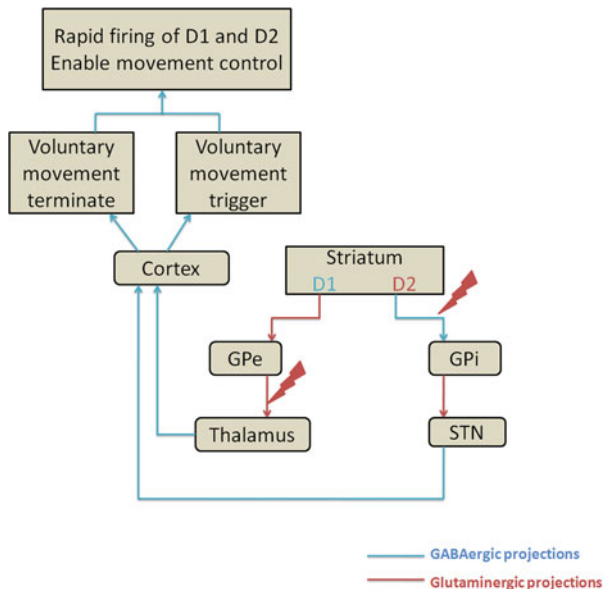 Rapid firing of D1 and D2
Enable movement control
Voluntary
movement
terminate
Voluntary
movement
trigger
Cortex
Striatum
D1 D2
GPe
GPi
Thalamus
STN
GABAergic projections
Glutaminergic projections